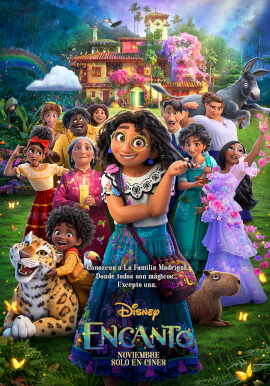 Conozcan a La Familia Madrigal.
Donde todos son mágicos...
Excepto una.
Disney
ENCANTO
NOVIEMBRE
SOLO EN CINES